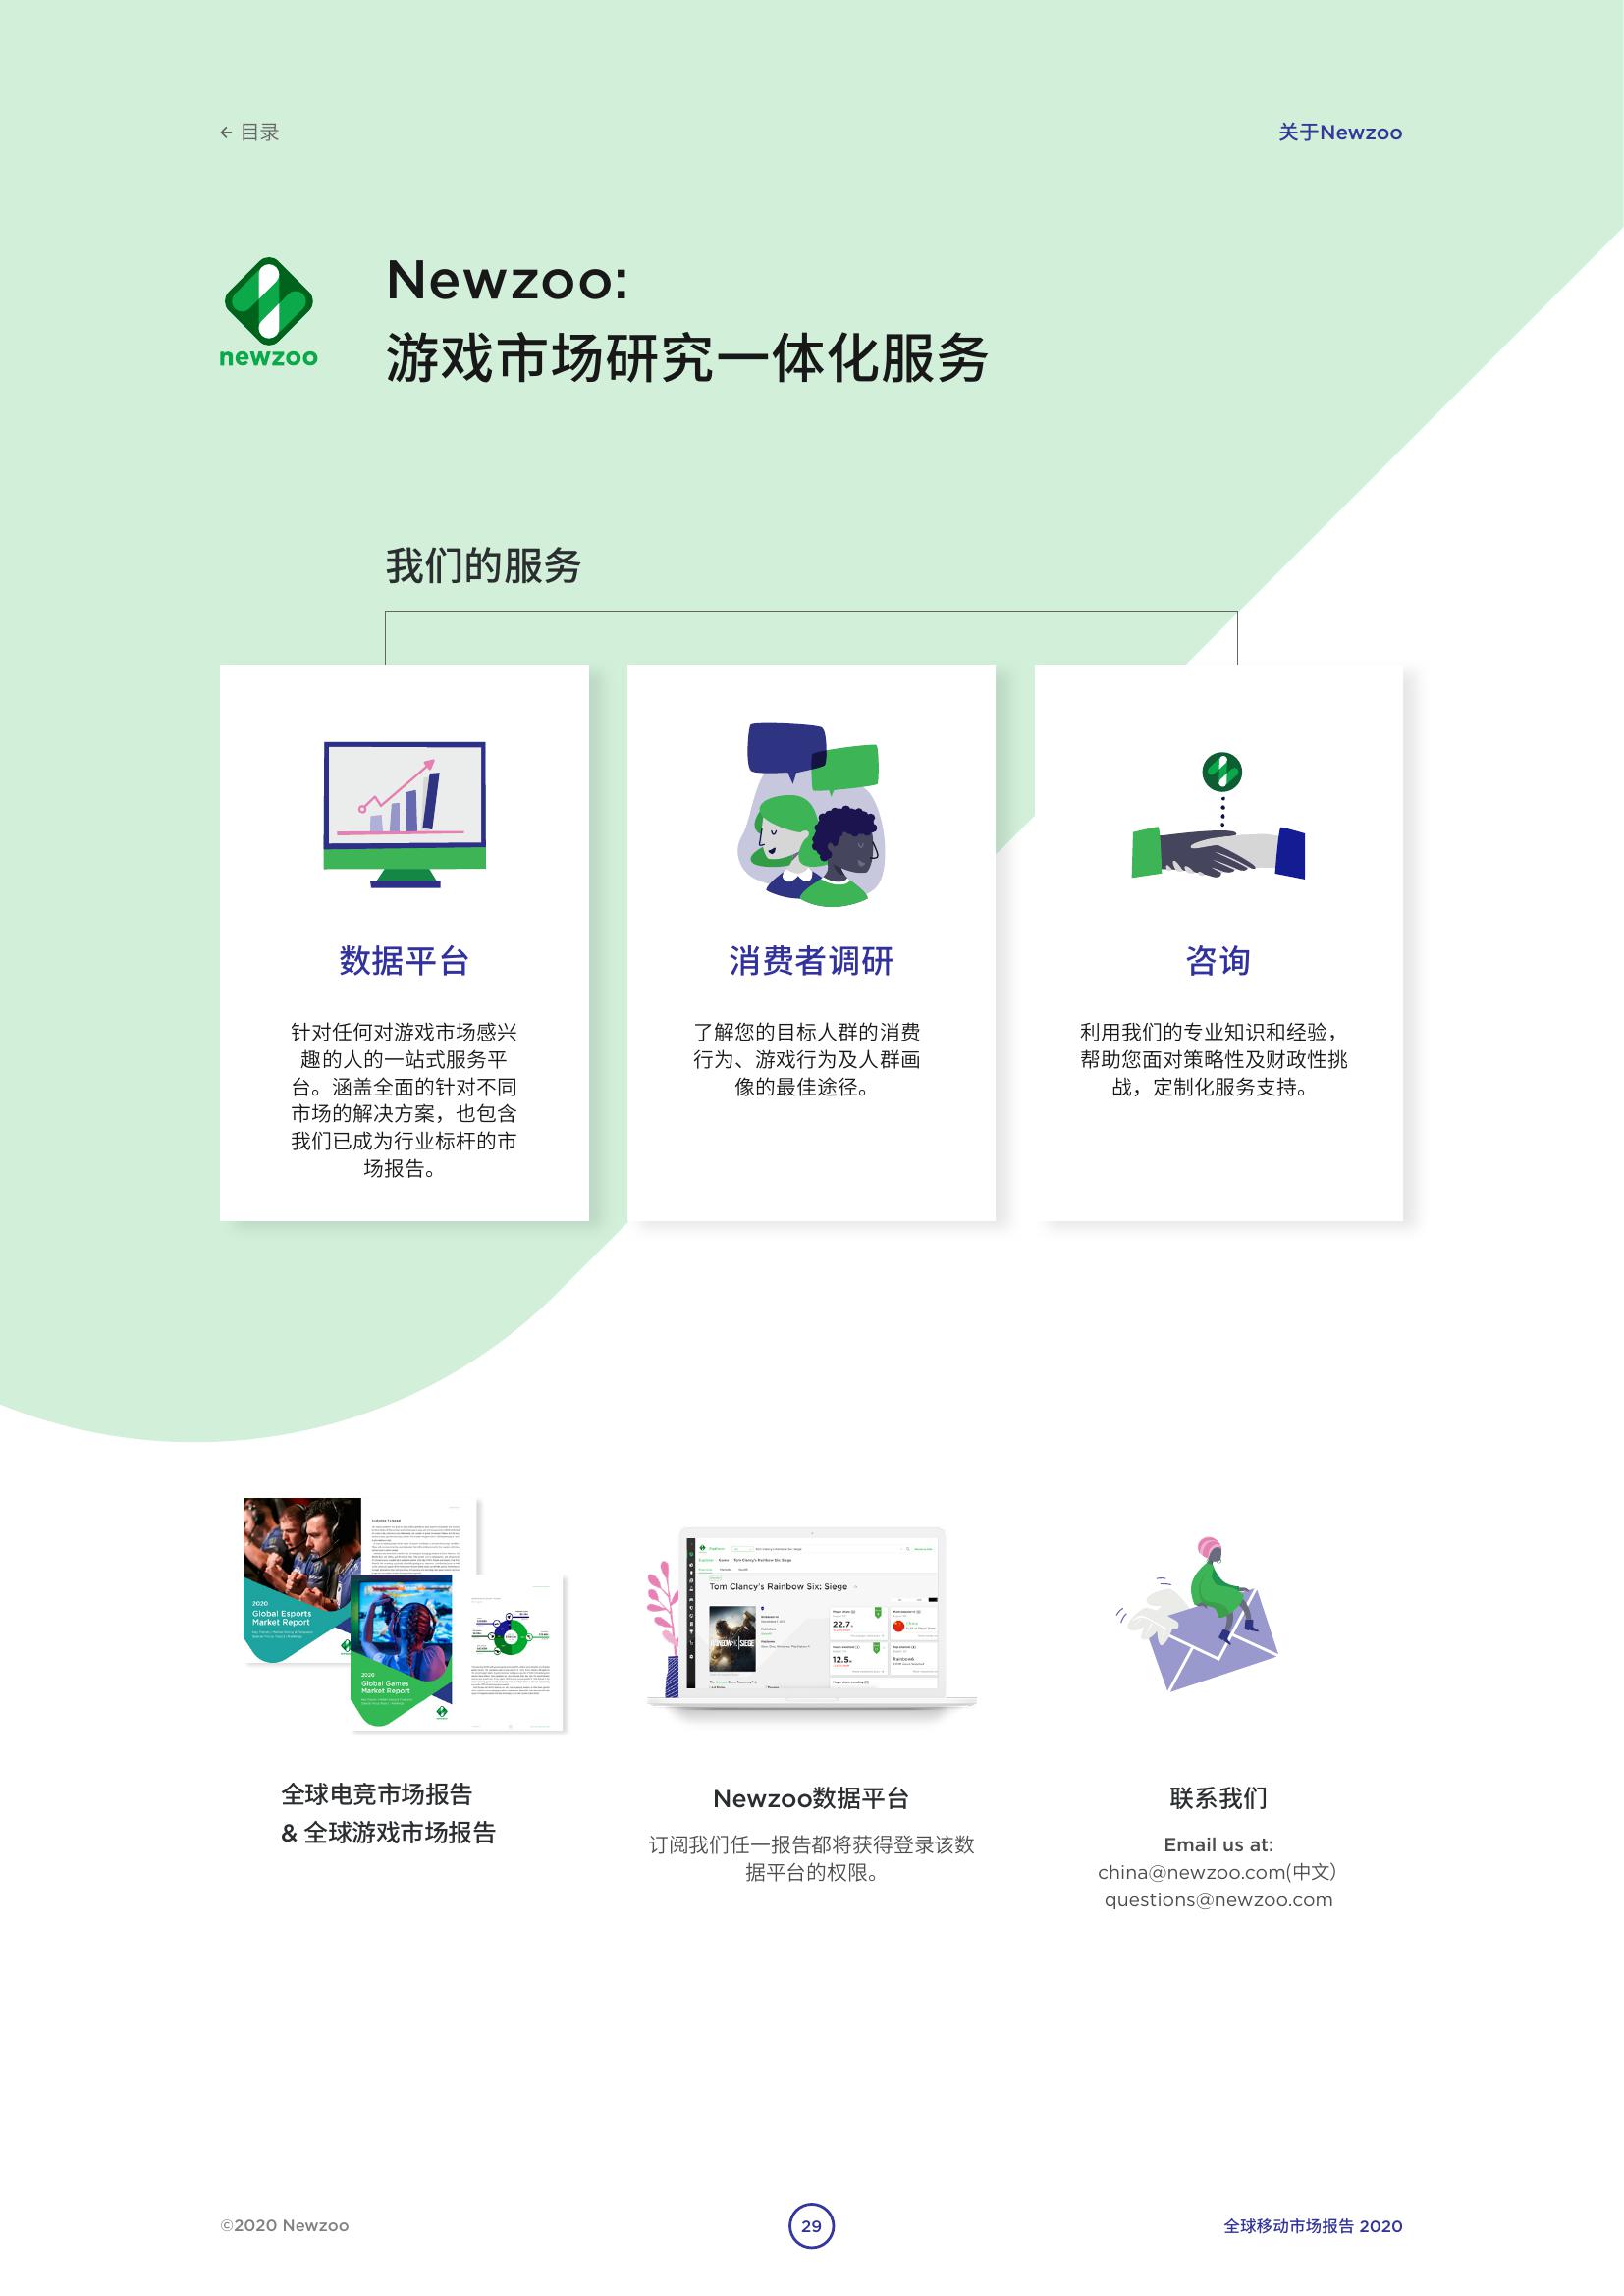 ← 目录
关于Newzoo
newzoo
Newzoo:
游戏市场研究一体化服务
我们的服务
数据平台
针对任何对游戏市场感兴
趣的人的一站式服务平
台。涵盖全面的针对不同
市场的解决方案，也包含
我们已成为行业标杆的市
场报告。
消费者调研
了解您的目标人群的消费
行为、游戏行为及人群画
像的最佳途径。
咨询
利用我们的专业知识和经验，
帮助您面对策略性及财政性挑
战，定制化服务支持。
2020
Global Esports
Market Report
2020
Global Games
Market Report
全球电竞市场报告
& 全球游戏市场报告
Tom Clancy's Rainbow Six: Siege
22.7
12.5
Newzoo数据平台
订阅我们任一报告都将获得登录该数
据平台的权限。
联系我们
Email us at:
china@newzoo.com(中文)
questions@newzoo.com
©2020 Newzoo
29
全球移动市场报告 2020